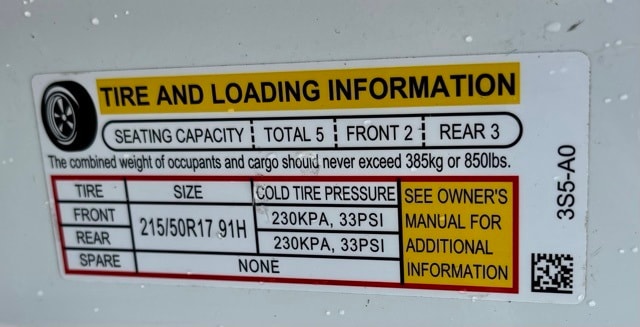 TIRE AND LOADING INFORMATION
SEATING CAPACITY TOTAL 5 FRONT 2 REAR 3
The combined weight of occupants and cargo should never exceed 385kg or 850lbs.
TIRE SIZE COLD TIRE PRESSURE
FRONT 215/50R17 91H 230KPA, 33PSI
REAR 230KPA, 33PSI
SPARE NONE
SEE OWNER'S
MANUAL FOR
ADDITIONAL
INFORMATION
3S5-A0